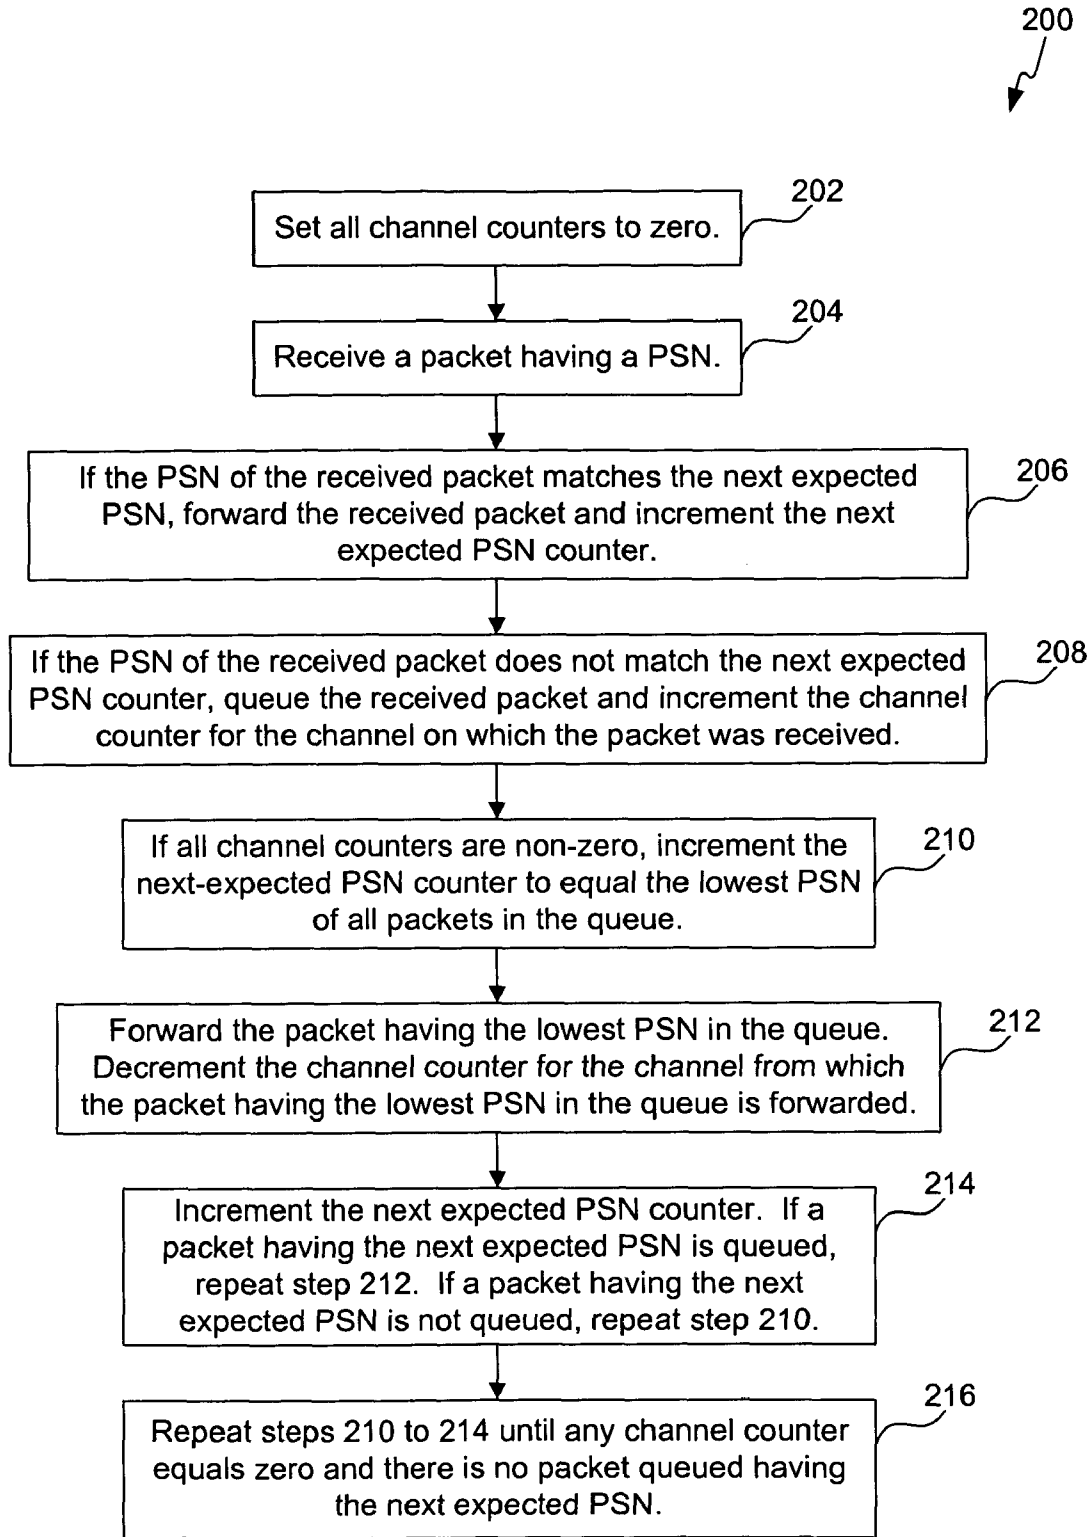 200
202
Set all channel counters to zero.
204
Receive a packet having a PSN.
206
If the PSN of the received packet matches the next expected
PSN, forward the received packet and increment the next
expected PSN counter.
208
If the PSN of the received packet does not match the next expected
PSN counter, queue the received packet and increment the channel
counter for the channel on which the packet was received.
210
If all channel counters are non-zero, increment the
next-expected PSN counter to equal the lowest PSN
of all packets in the queue.
212
Forward the packet having the lowest PSN in the queue.
Decrement the channel counter for the channel from which
the packet having the lowest PSN in the queue is forwarded.
214
Increment the next expected PSN counter. If a
packet having the next expected PSN is queued,
repeat step 212. If a packet having the next
expected PSN is not queued, repeat step 210.
216
Repeat steps 210 to 214 until any channel counter
equals zero and there is no packet queued having
the next expected PSN.